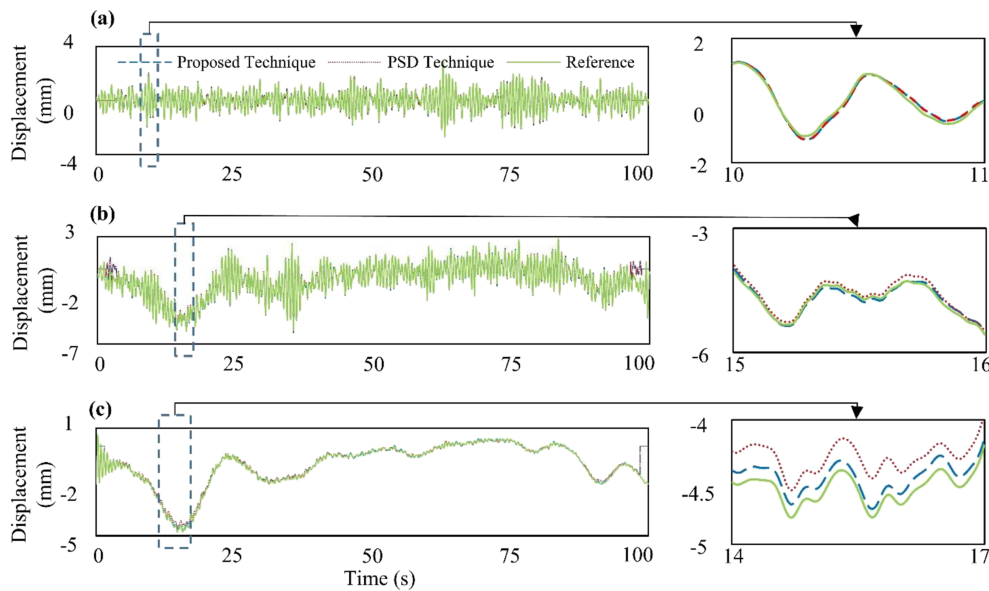 (a)
4
0
-4
Displacement
(mm)
Proposed Technique
PSD Technique
Reference
0
25
50
75
100
2
0
-2
10
11
(b)
3
-2
-7
Displacement
(mm)
0
25
50
75
100
-3
-6
15
16
(c)
1
-2
-5
Displacement
(mm)
0
25
50
75
100
Time (s)
-4
-4.5
-5
14
17